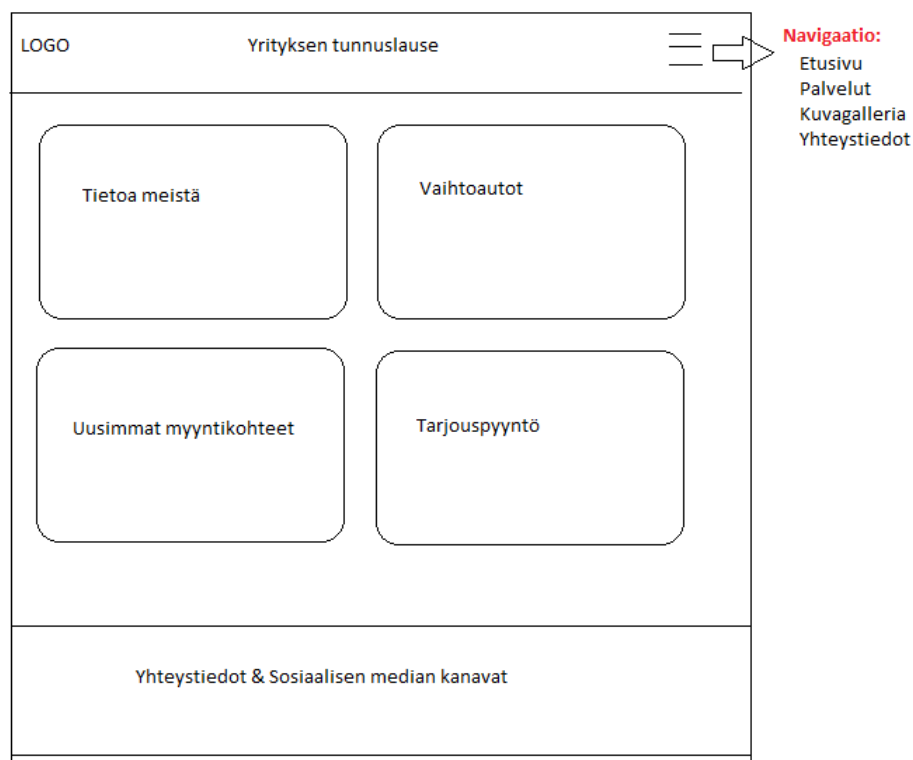 LOGO
Yrityksen tunnuslause
Navigaatio:
Etusivu
Palvelut
Kuvagalleria
Yhteystiedot
Tietoa meistä
Vaihtoautot
Uusimmat myyntikohteet
Tarjouspyyntö
Yhteystiedot & Sosiaalisen median kanavat